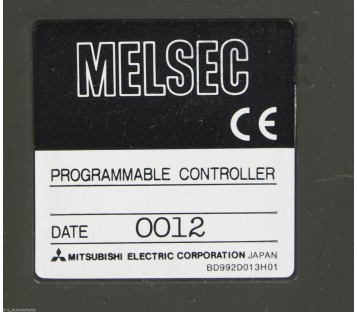 MELSEC
CE
PROGRAMMABLE CONTROLLER
DATE 0012
MITSUBISHI ELECTRIC CORPORATION JAPAN
BD992D013H01